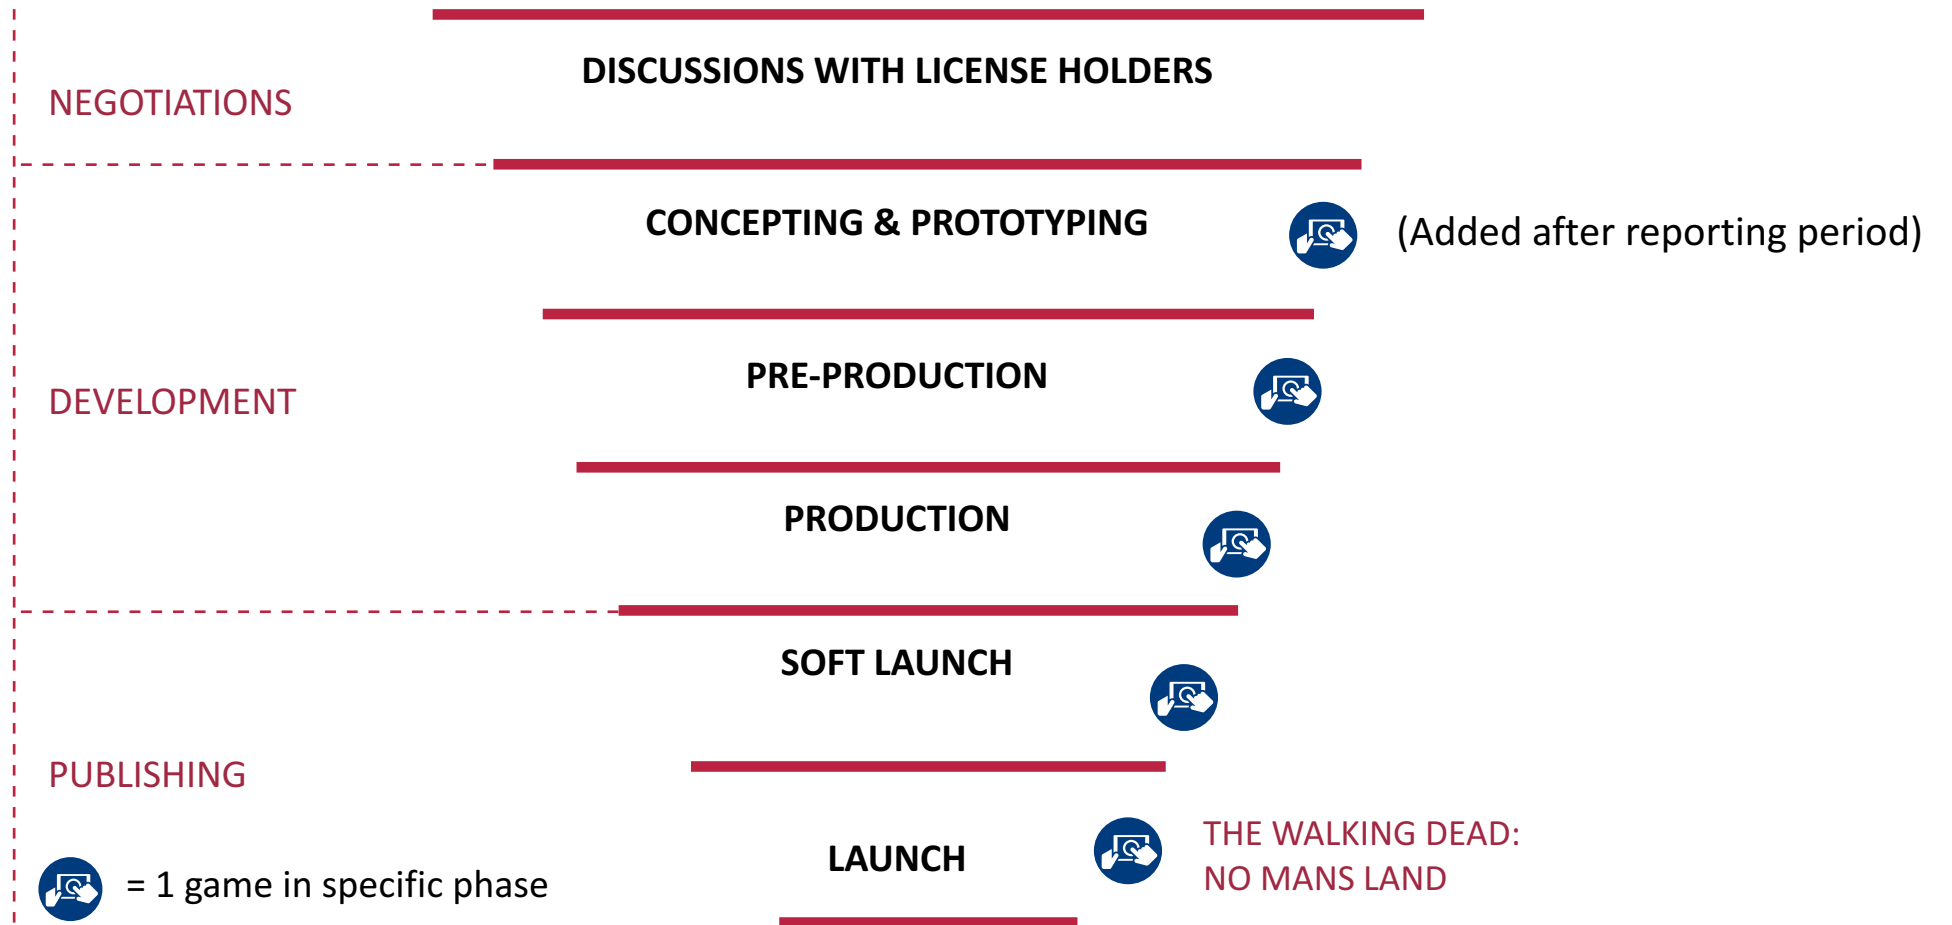 DISCUSSIONS WITH LICENSE HOLDERS
NEGOTIATIONS
CONCEPTING & PROTOTYPING
(Added after reporting period)
PRE-PRODUCTION
DEVELOPMENT
PRODUCTION
SOFT LAUNCH
PUBLISHING
THE WALKING DEAD:
NO MANS LAND
LAUNCH
= 1 game in specific phase